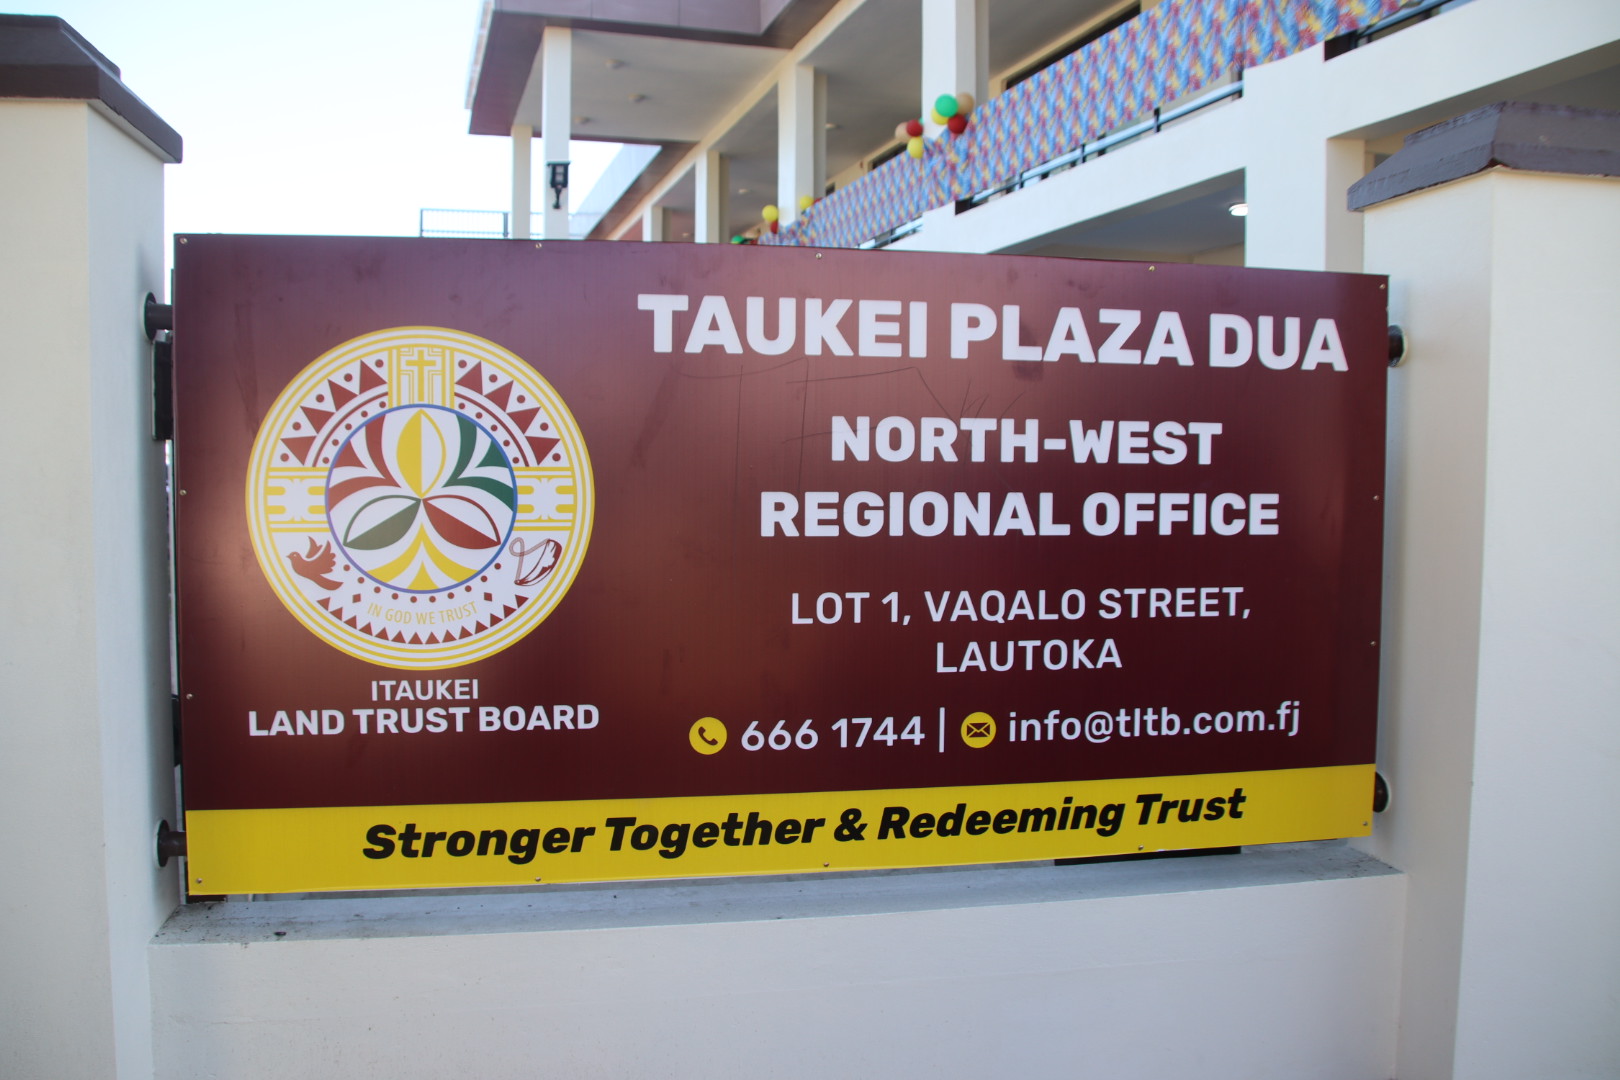 TAUKEI PLAZA DUA
NORTH-WEST
REGIONAL OFFICE
LOT 1, VAQALO STREET,
LAUTOKA
666 1744 | info@tltb.com.fj
IN GOD WE TRUST
ITAUKEI
LAND TRUST BOARD
Stronger Together & Redeeming Trust